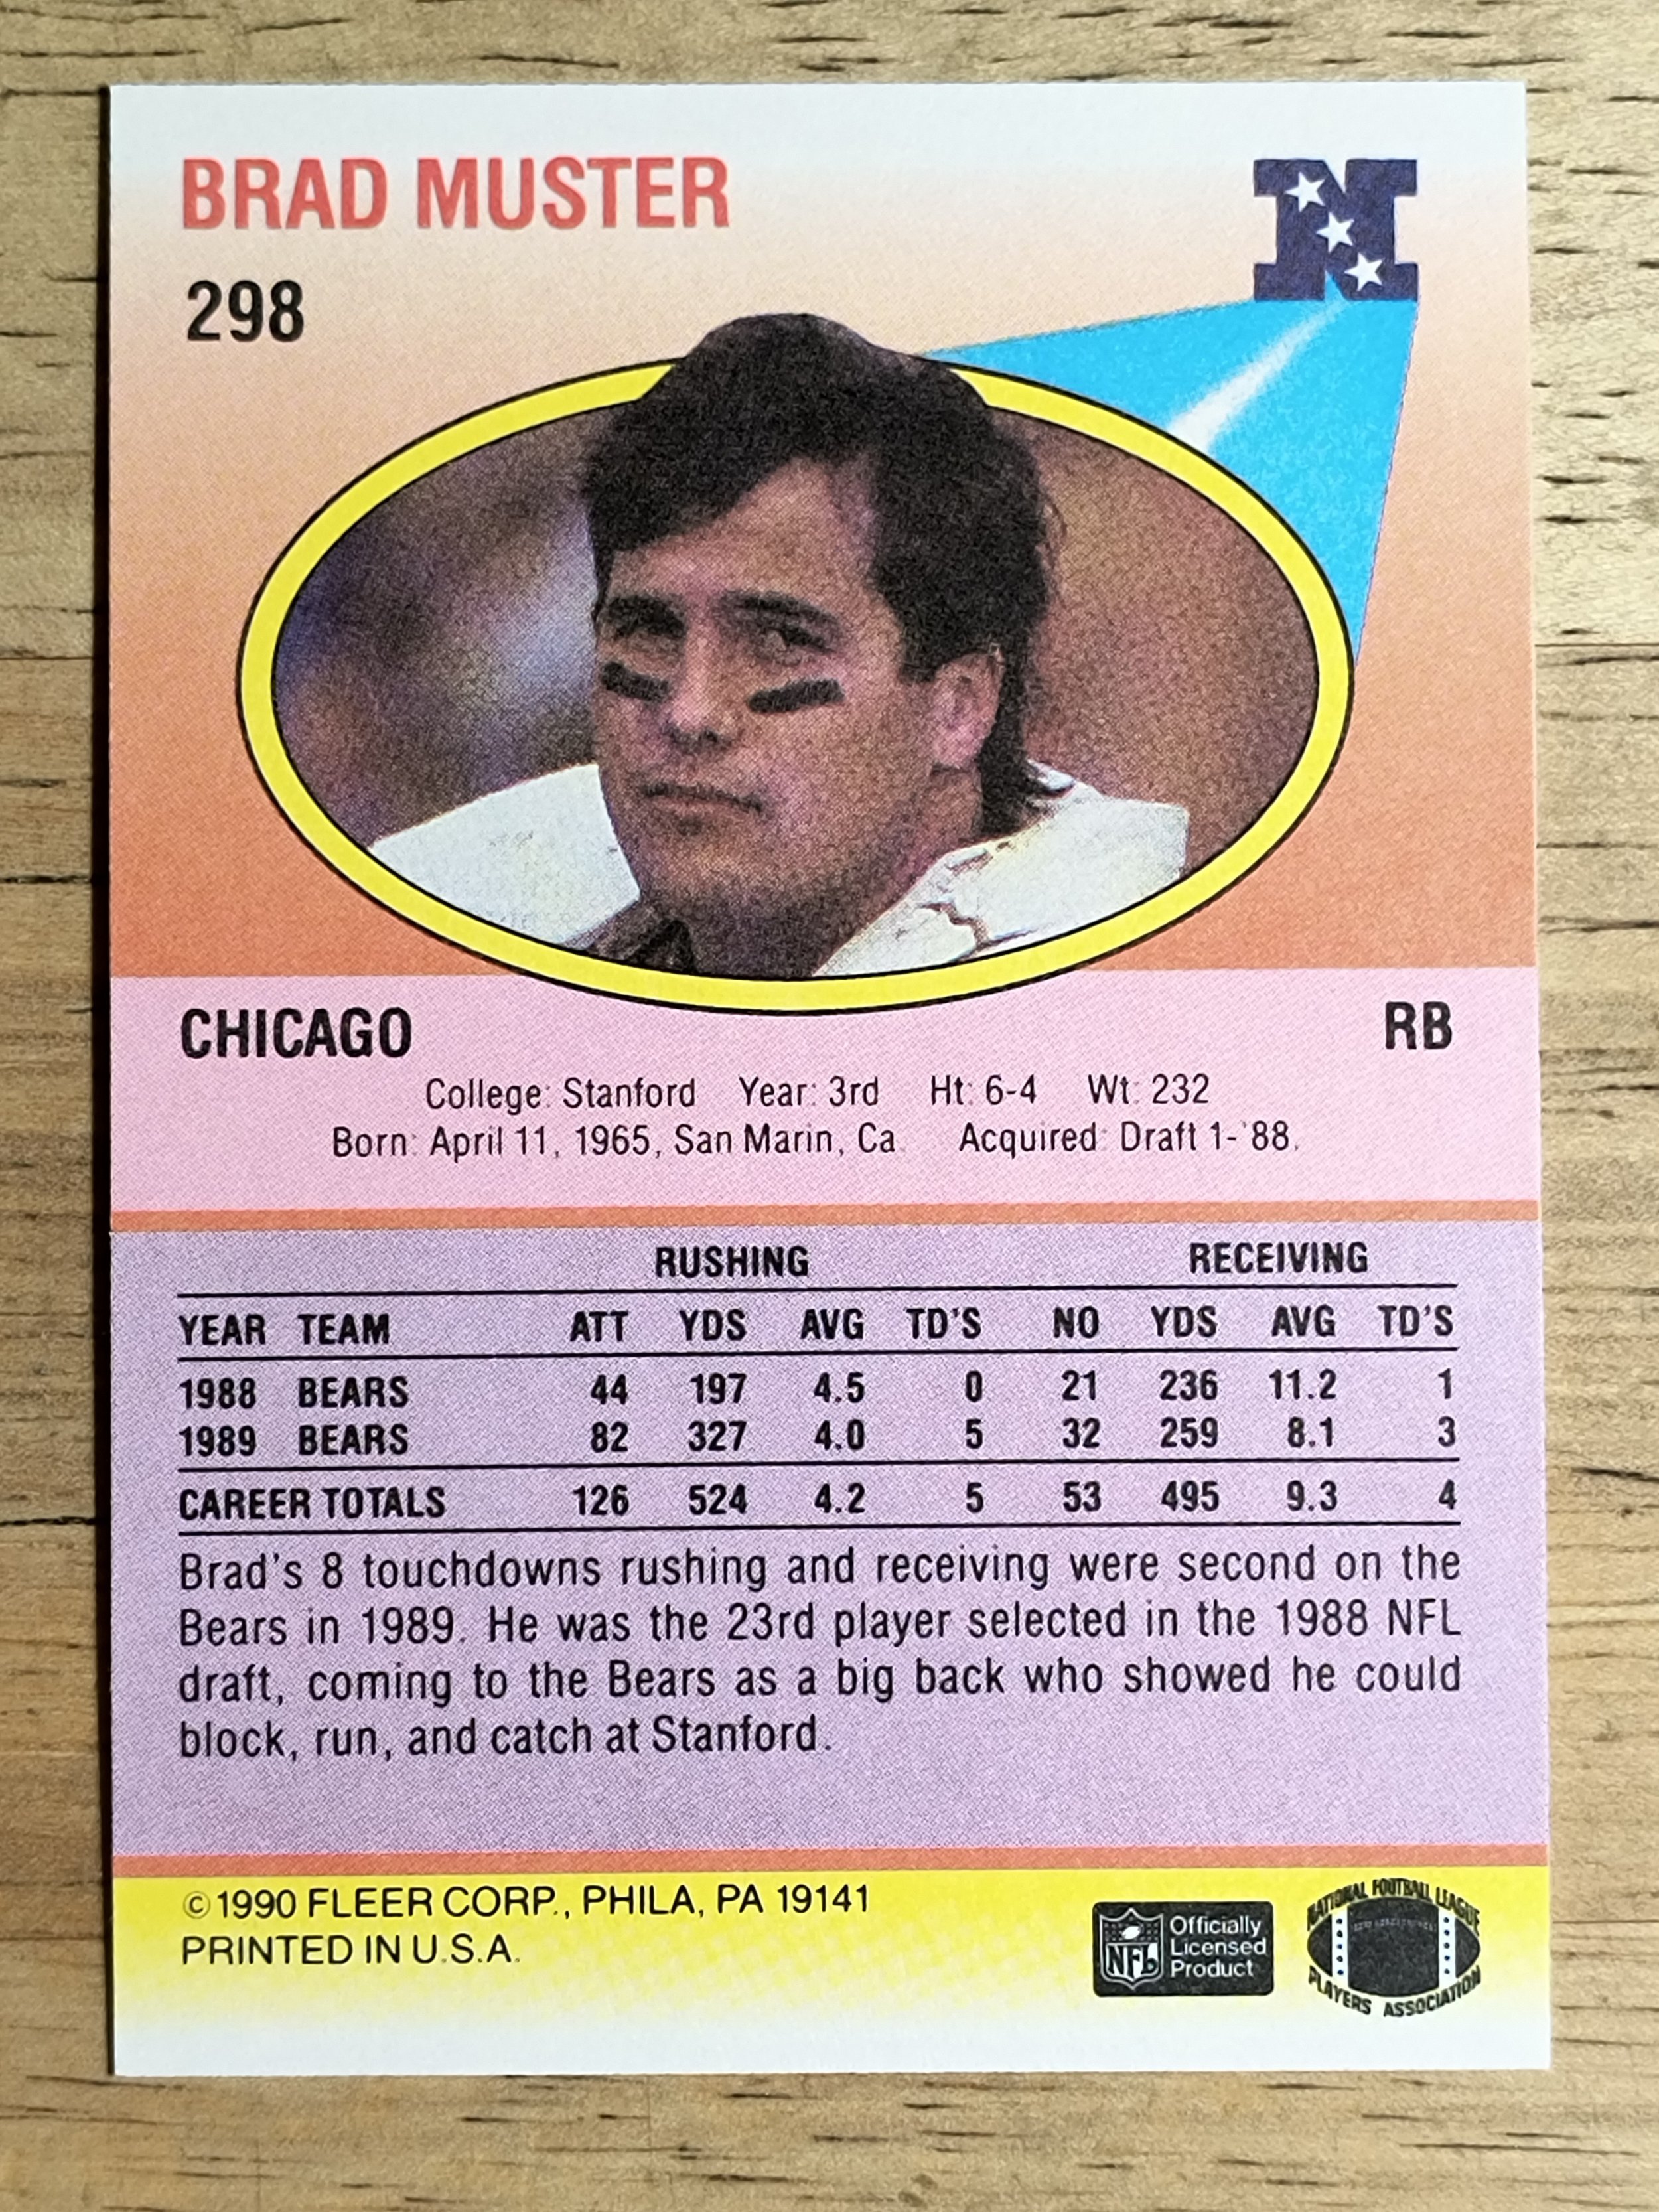 BRAD MUSTER
298
N
CHICAGO
RB
College: Stanford Year: 3rd Ht: 6-4 Wt: 232
Born: April 11, 1965, San Marin, Ca. Acquired: Draft 1-'88.
RUSHING RECEIVING
YEAR TEAM ATT YDS AVG TD'S NO YDS AVG TD'S
1988 BEARS 44 197 4.5 0 21 236 11.2 1
1989 BEARS 82 327 4.0 5 32 259 8.1 3
CAREER TOTALS 126 524 4.2 5 53 495 9.3 4
Brad's 8 touchdowns rushing and receiving were second on the
Bears in 1989. He was the 23rd player selected in the 1988 NFL
draft, coming to the Bears as a big back who showed he could
block, run, and catch at Stanford.
©1990 FLEER CORP., PHILA, PA 19141
PRINTED IN U.S.A.
NFL
Officially
Licensed
Product
NATIONAL FOOTBALL LEAGUE
PLAYERS ASSOCIATION